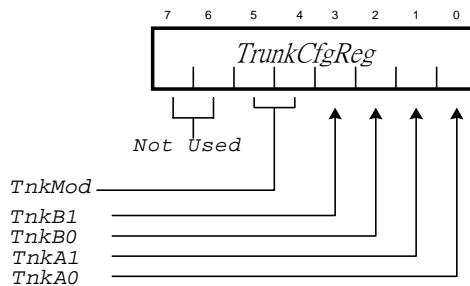 7 6 5 4 3 2 1 0
TrunkCfgReg
Not Used
TnkMod
TnkB1
TnkB0
TnkA1
TnkA0